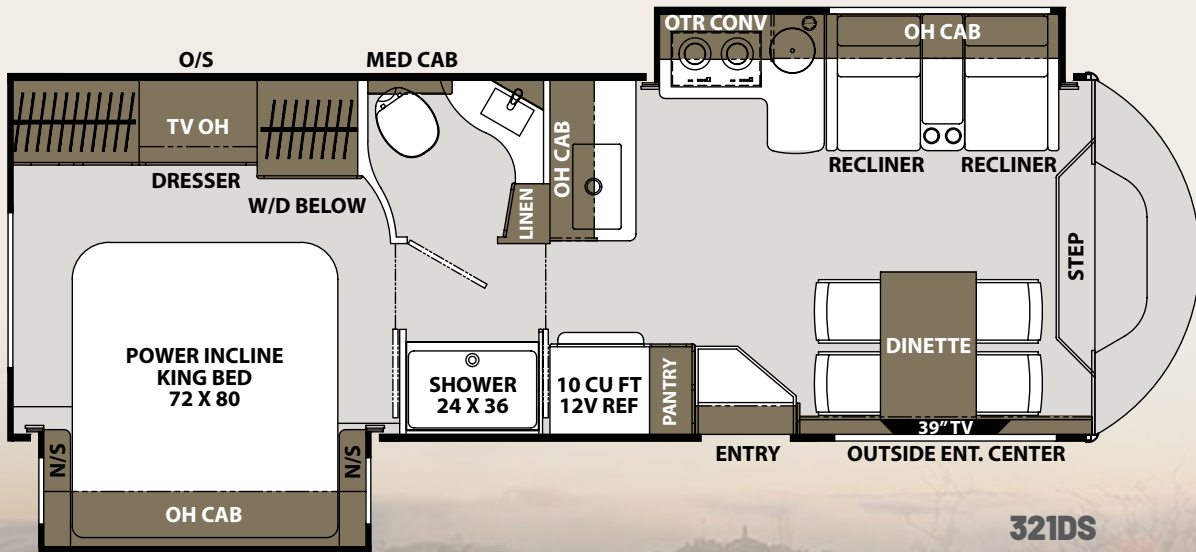 OTR CONV
OH CAB
O/S
MED CAB
TV OH
DRESSER
W/D BELOW
LINEN
OH CAB
RECLINER
RECLINER
STEP
POWER INCLINE
KING BED
72 X 80
SHOWER
24 X 36
10 CU FT
12V REF
PANTRY
DINETTE
39" TV
ENTRY
OUTSIDE ENT. CENTER
N/S
N/S
OH CAB
321DS